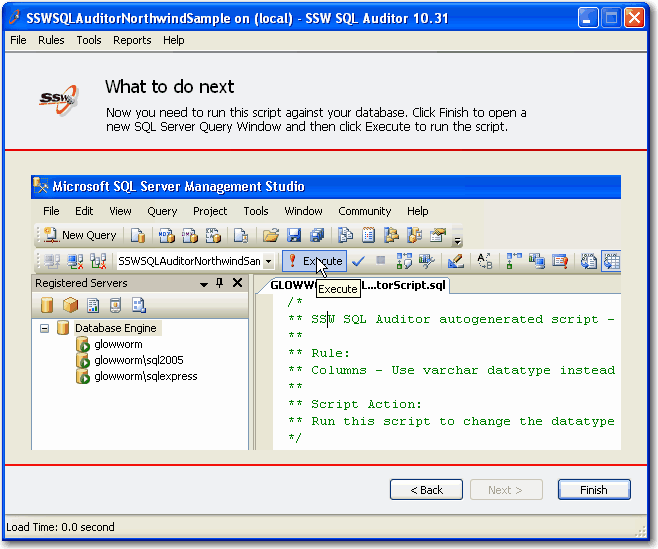 SSWSQLAuditorNorthwindSample on (local) - SSW SQL Auditor 10.31
File Rules Tools Reports Help
SSW
What to do next
Now you need to run this script against your database. Click Finish to open a
new SQL Server Query Window and then click Execute to run the script.
Microsoft SQL Server Management Studio
File Edit View Query Project Tools Window Community Help
New Query
SSWSQLAuditorNorthwindSan Execute
Registered Servers
GLOWWO L...torScript.sql
Execute
Database Engine
glowworm
glowworm\sql2005
glowworm\sqlexpress
/*
** SSW SQL Auditor autogenerated script -
**
** Rule:
** Columns - Use varchar datatype instead
**
** Script Action:
** Run this script to change the datatype
*/
< Back Next > Finish
Load Time: 0.0 second